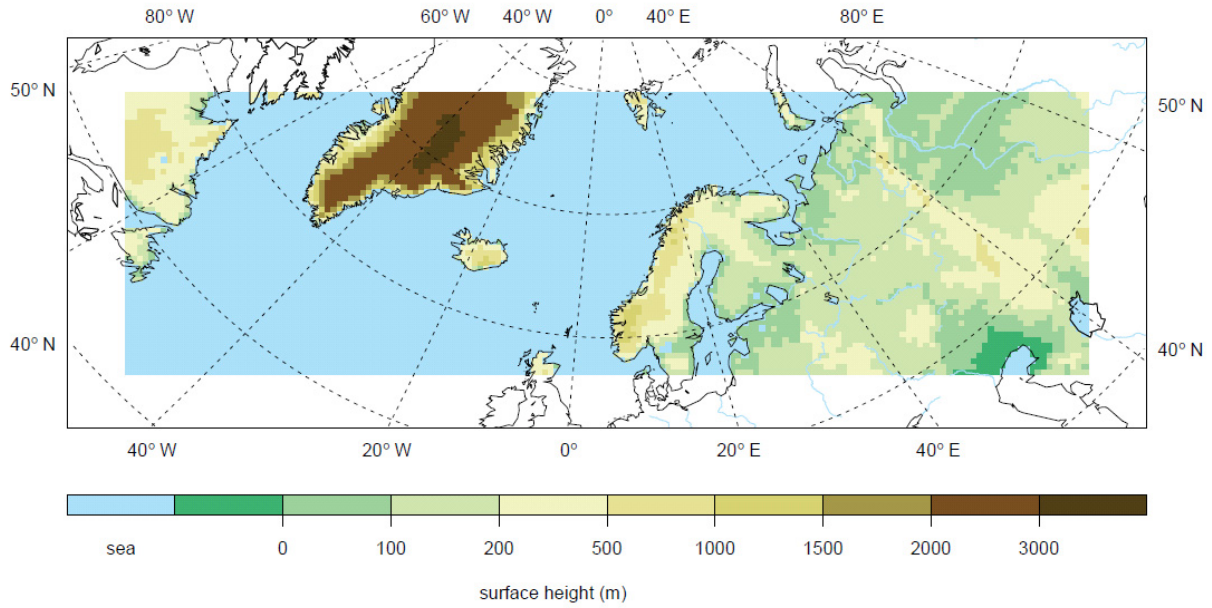 80° W 60° W 40° W 0° 40° E 80° E
50° N 50° N
40° N 40° N
40° W 20° W 0° 20° E 40° E
sea 0 100 200 500 1000 1500 2000 3000
surface height (m)